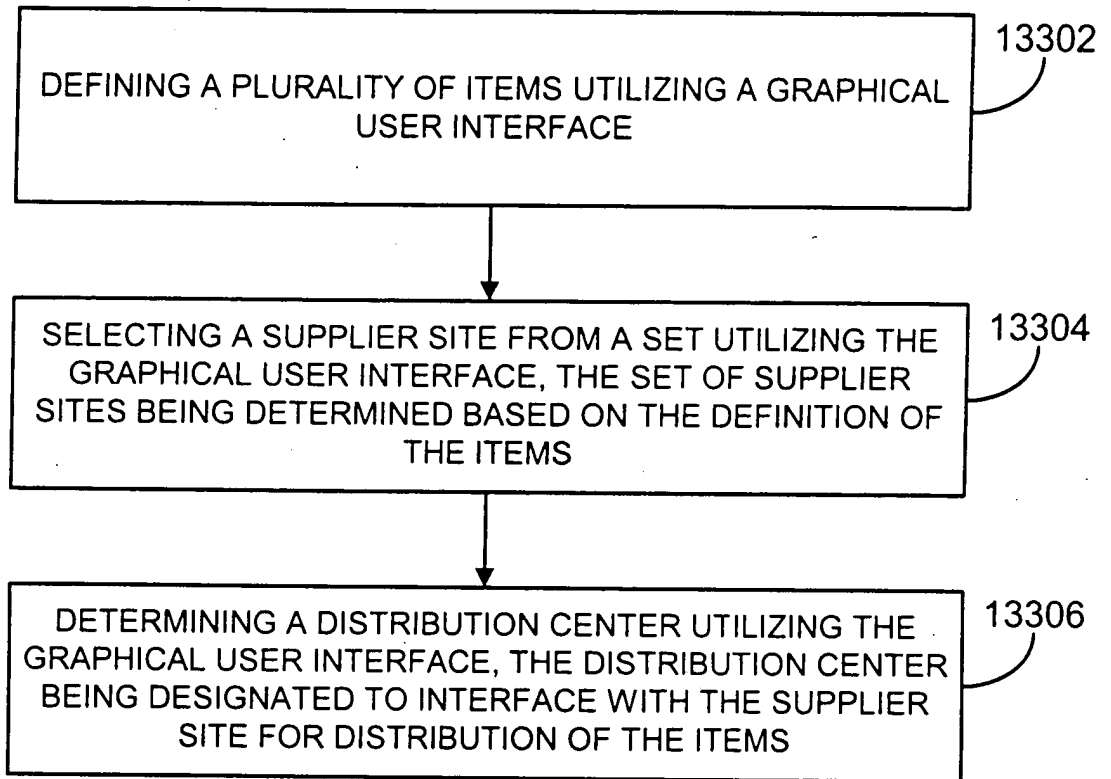 13302
DEFINING A PLURALITY OF ITEMS UTILIZING A GRAPHICAL
USER INTERFACE
13304
SELECTING A SUPPLIER SITE FROM A SET UTILIZING THE
GRAPHICAL USER INTERFACE, THE SET OF SUPPLIER
SITES BEING DETERMINED BASED ON THE DEFINITION OF
THE ITEMS
13306
DETERMINING A DISTRIBUTION CENTER UTILIZING THE
GRAPHICAL USER INTERFACE, THE DISTRIBUTION CENTER
BEING DESIGNATED TO INTERFACE WITH THE SUPPLIER
SITE FOR DISTRIBUTION OF THE ITEMS